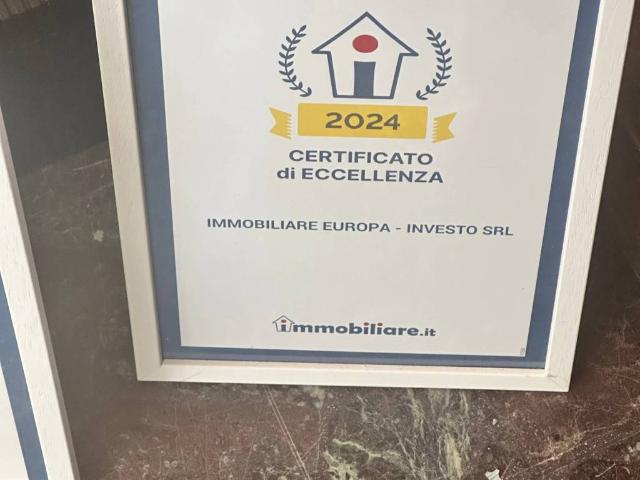 2024
CERTIFICATO
di ECCELLENZA
IMMOBILIARE EUROPA - INVESTO SRL
immobiliare.it